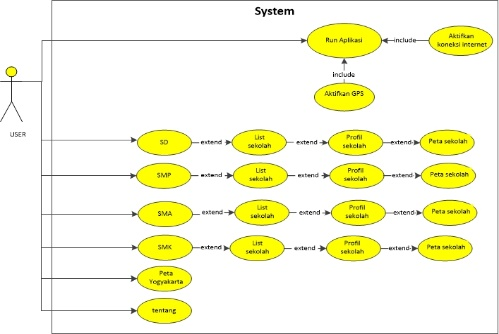 System
Run Aplikasi
include
Aktifkan
koneksi internet
include
Aktifkan GPS
USER
SD
extend
List
sekolah
extend
Profil
sekolah
extend
Peta sekolah
SMP
extend
List
sekolah
extend
Profil
sekolah
extend
Peta sekolah
SMA
extend
List
sekolah
extend
Profil
sekolah
extend
Peta sekolah
SMK
extend
List
sekolah
extend
Profil
sekolah
extend
Peta sekolah
Peta
Yogyakarta
tentang